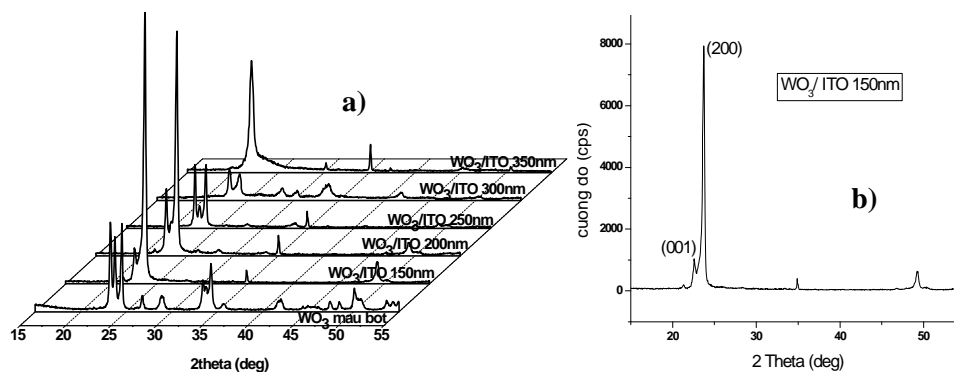 a)
WO3/ITO 350nm
WO3/ITO 300nm
WO3/ITO 250nm
WO3/ITO 200nm
WO3/ITO 150nm
WO3 mau bot
15 20 25 30 35 40 45 50 55
2theta (deg)
8000
6000
4000
2000
0
cuong do (cps)
(200)
WO3/ ITO 150nm
b)
(001)
20 30 40 50
2 Theta (deg)